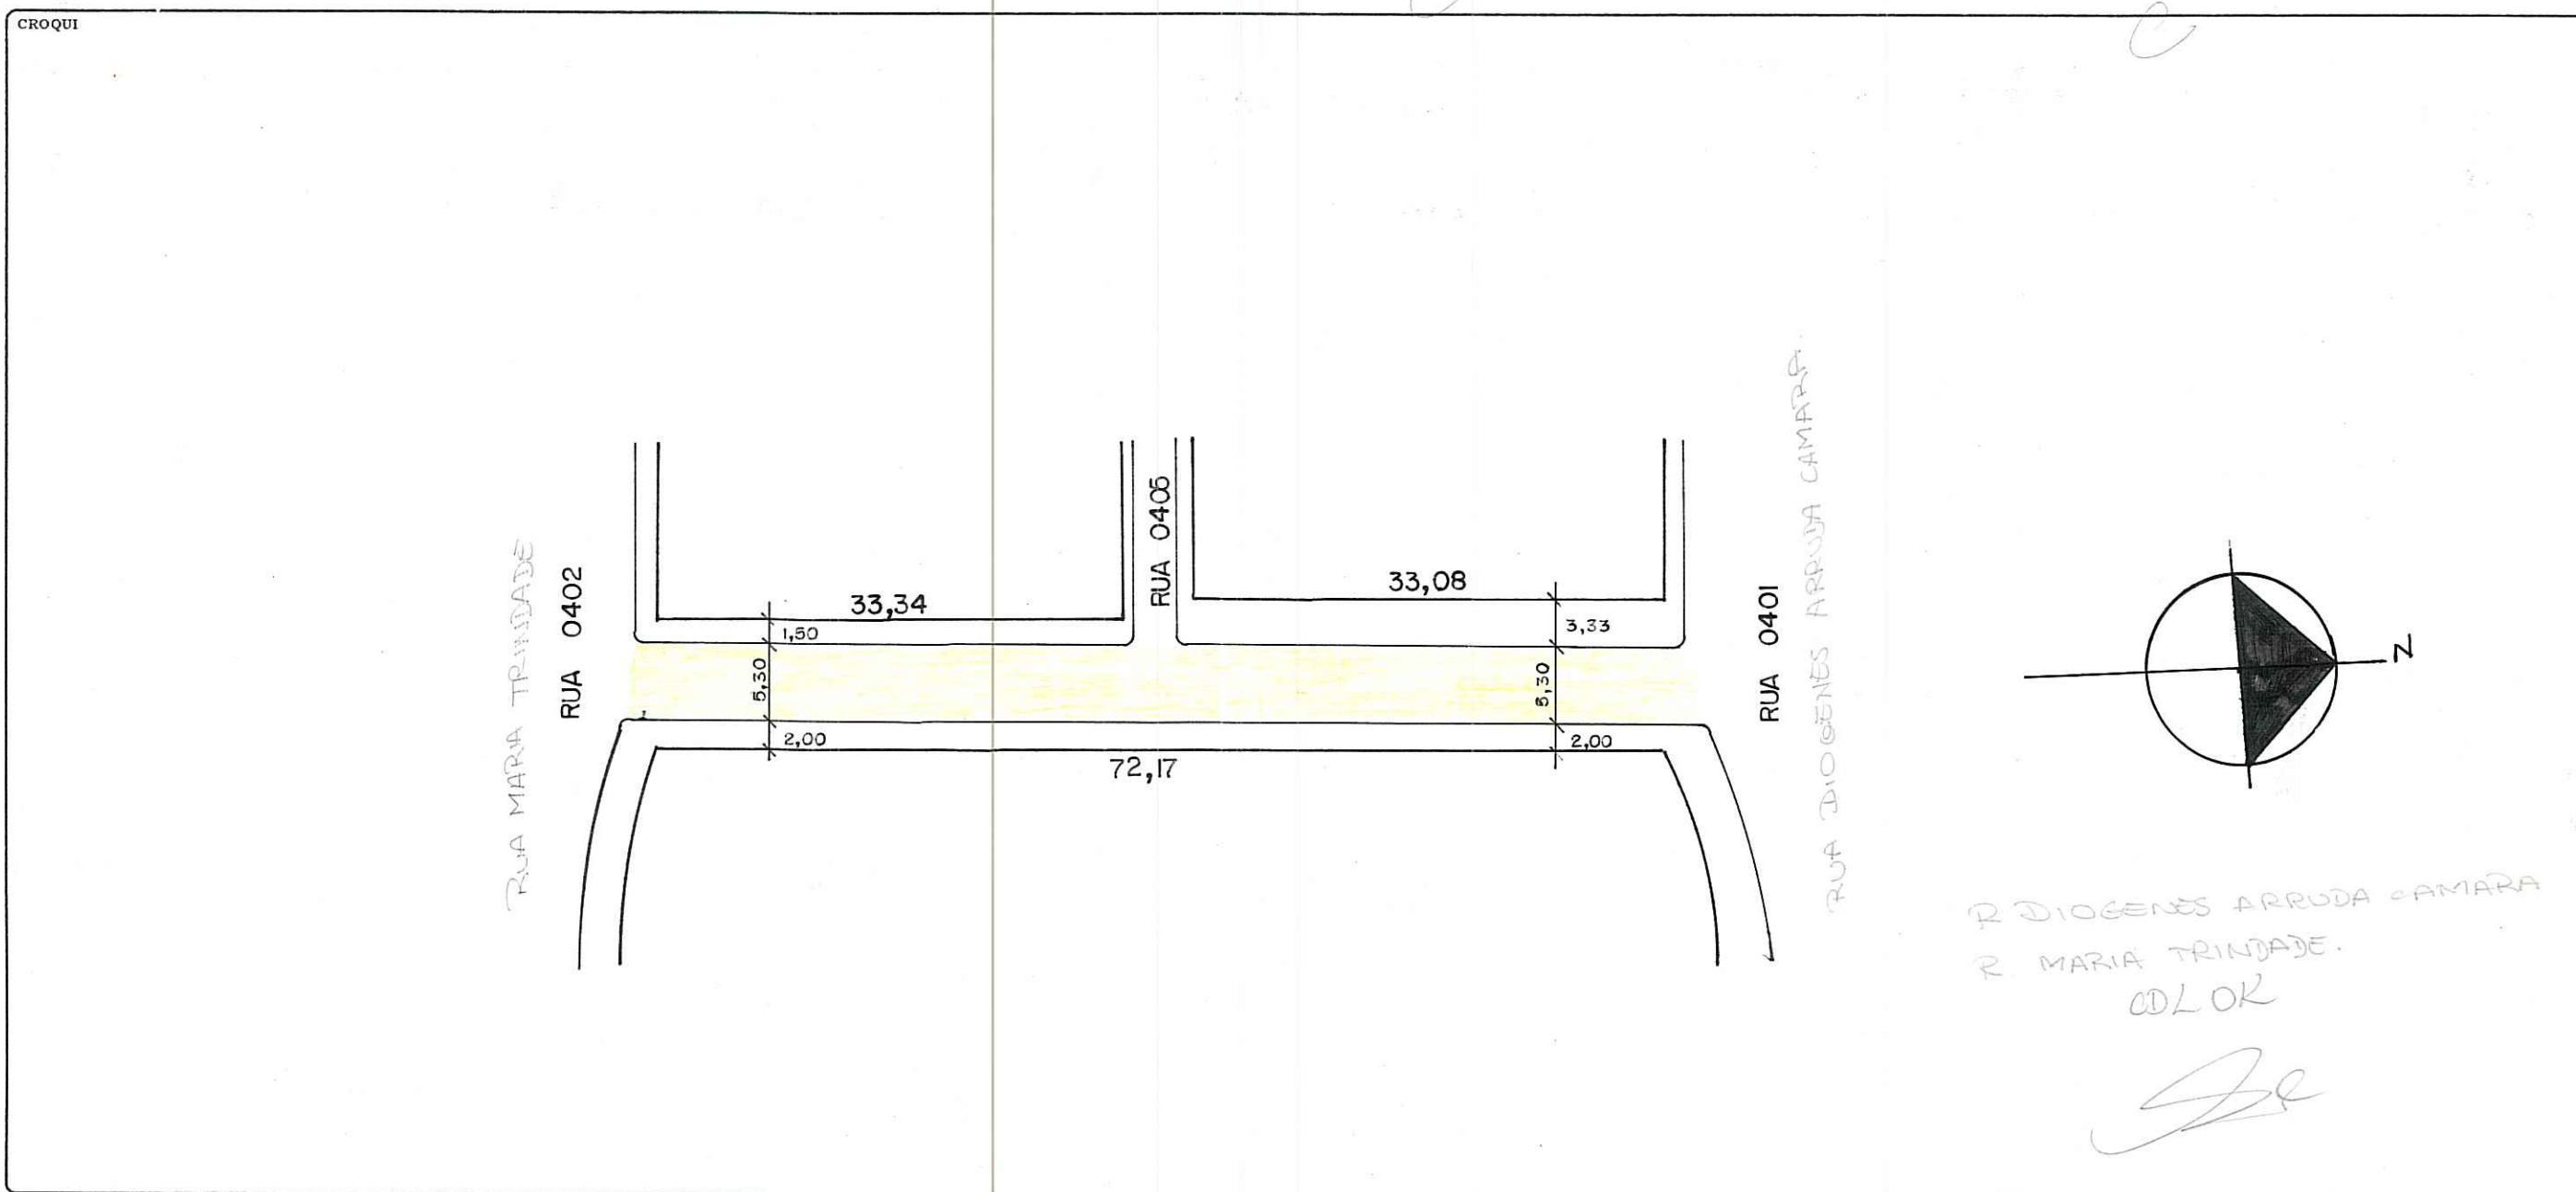 CROQUI
RUA MARIA TRINDADE
RUA 0402
33,34
1,50
5,30
2,00
RUA 0405
33,08
3,33
5,30
2,00
72,17
RUA 0401
RUA DIOGENES ARRUDA CAMARA.
N
R DIOGENES ARRUDA CAMARA
R. MARIA TRINDADE.
CDL OK